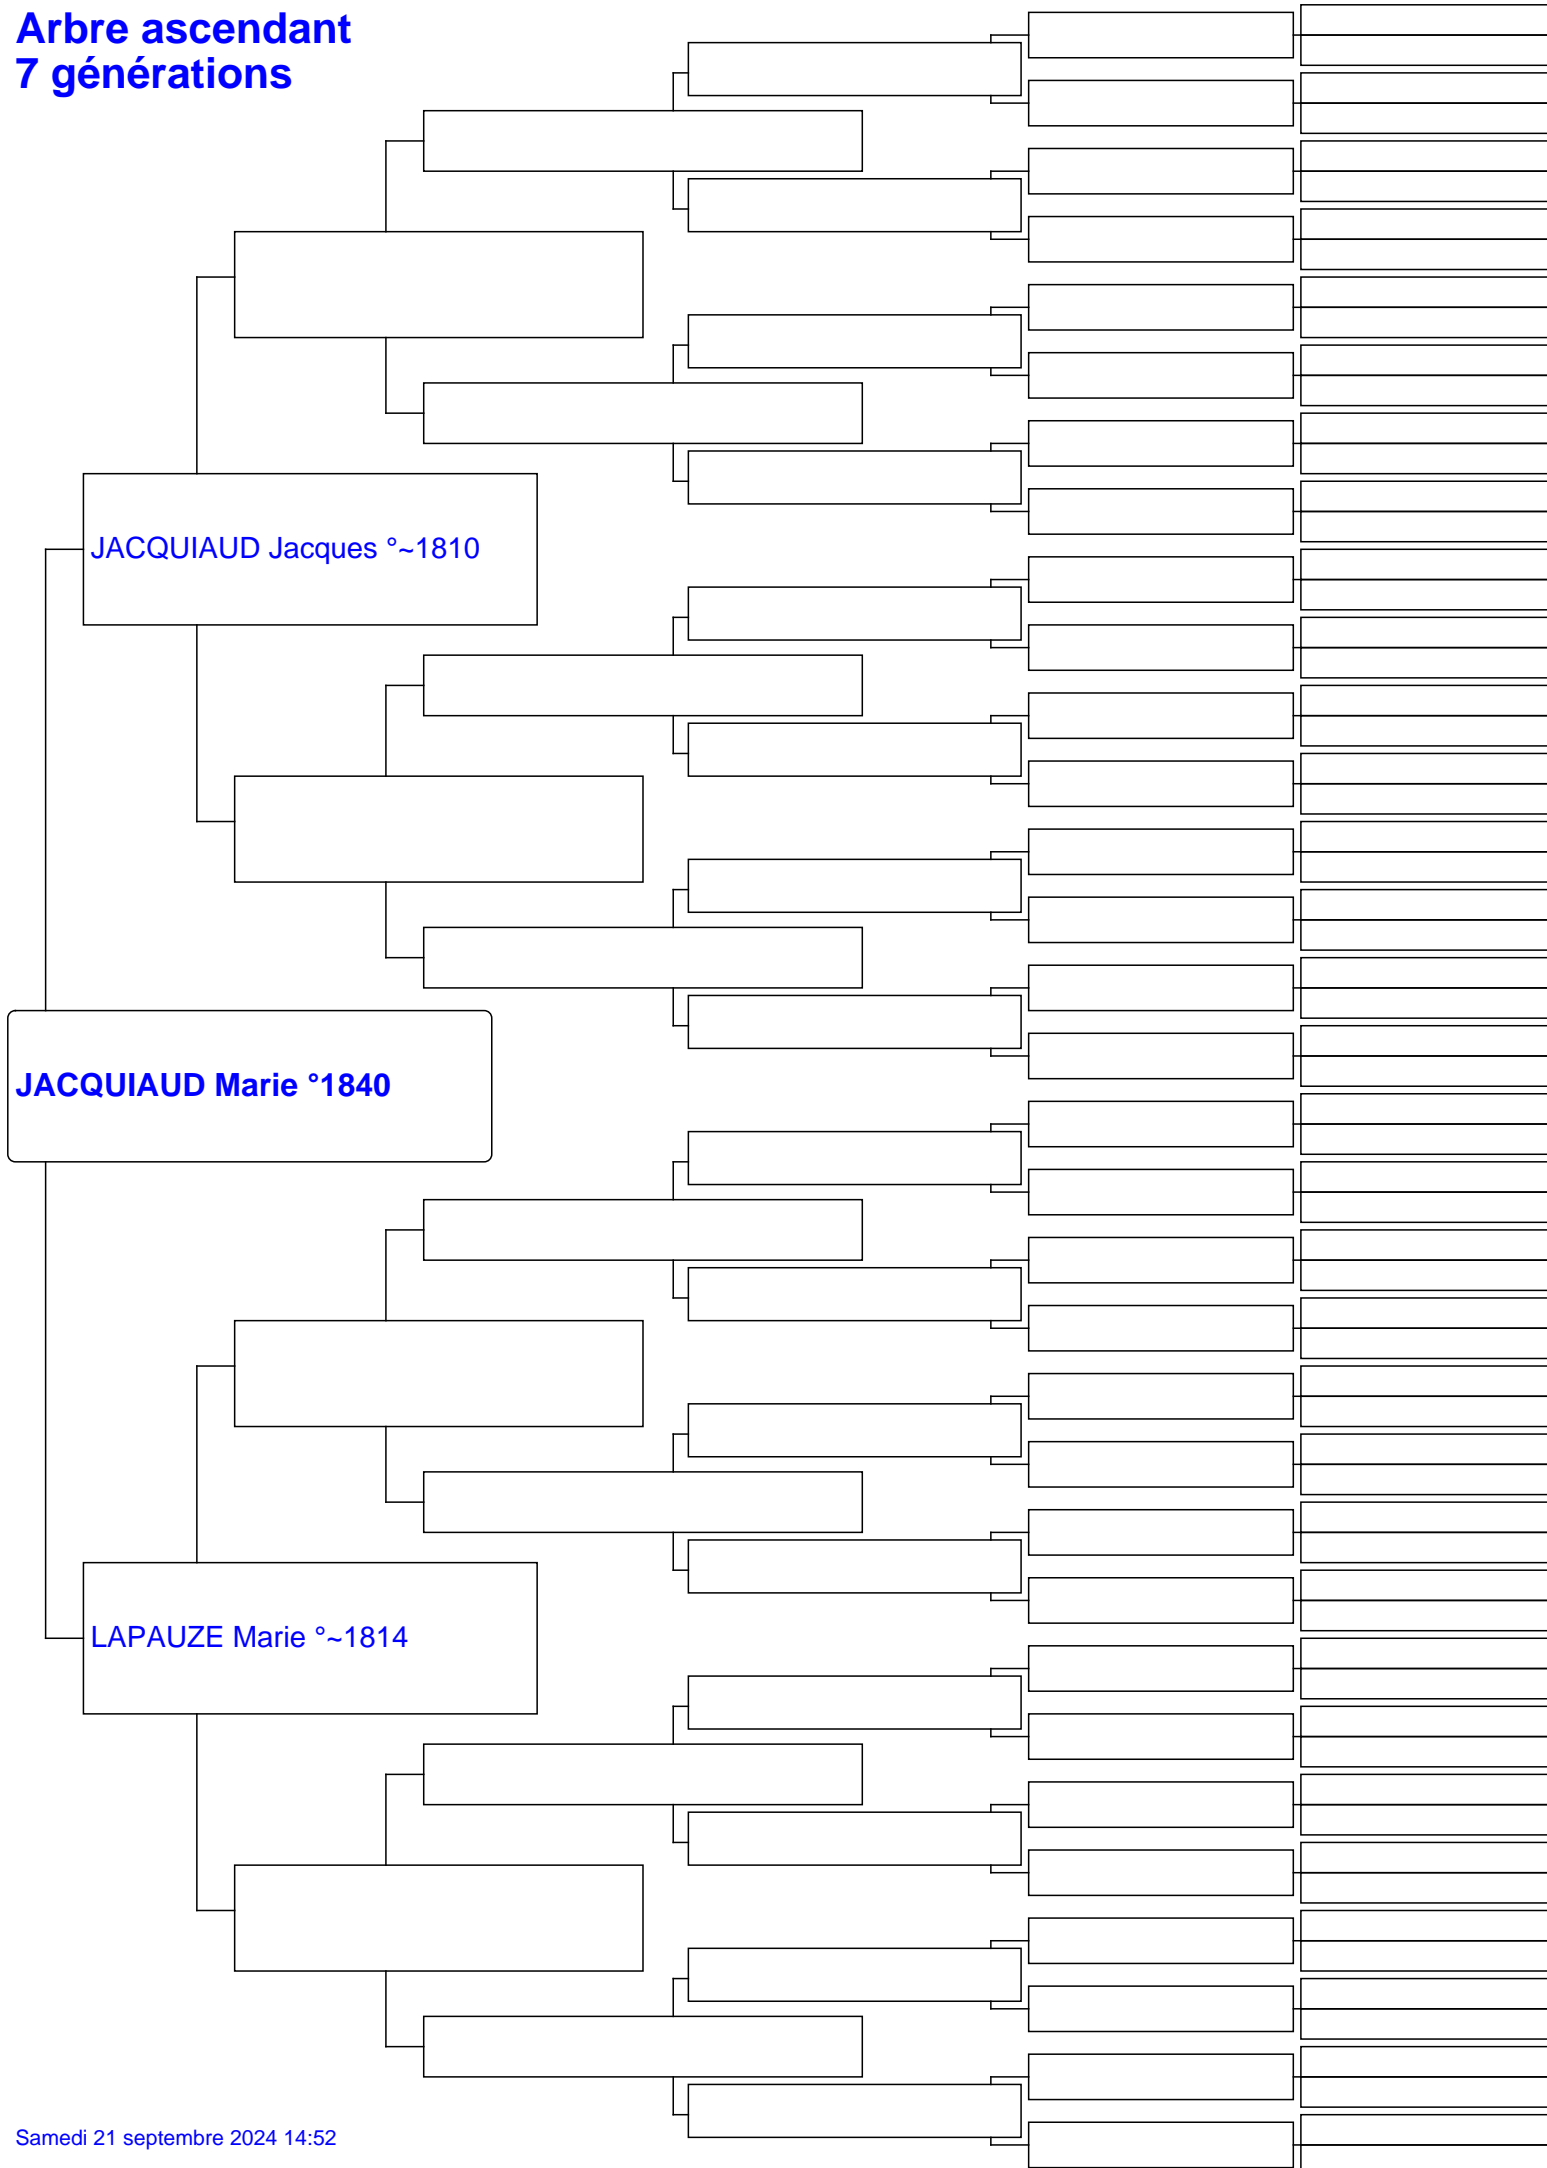 Arbre ascendant
7 générations
JACQUIAUD Jacques °~1810
JACQUIAUD Marie °1840
LAPAUZE Marie °~1814
Samedi 21 septembre 2024 14:52